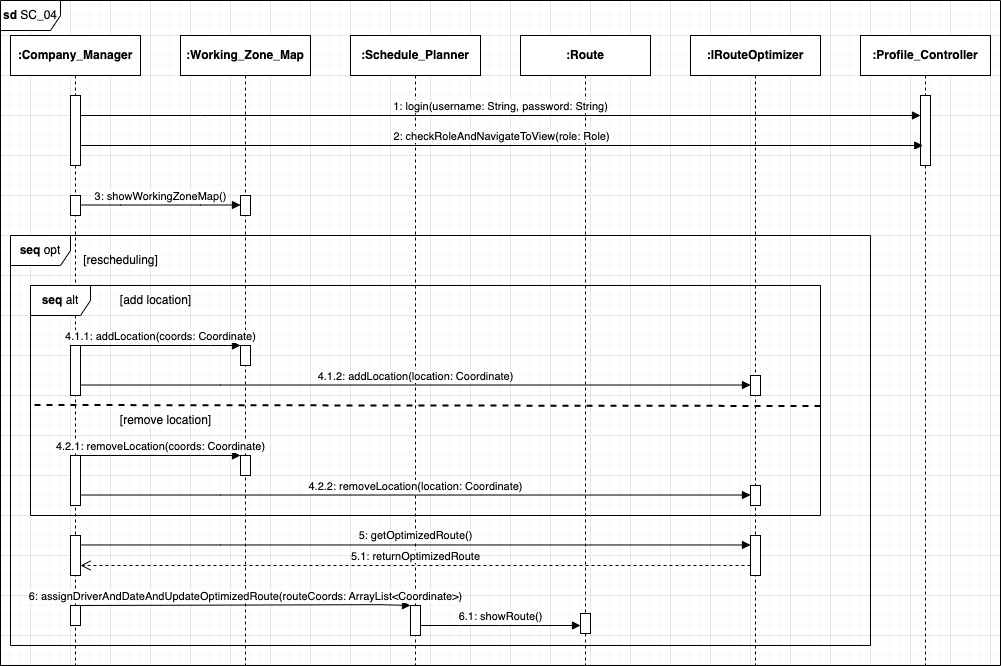 sd SC_04
:Company_Manager
:Working_Zone_Map
:Schedule_Planner
:Route
:IRouteOptimizer
:Profile_Controller
1: login(username: String, password: String)
2: checkRoleAndNavigateToView(role: Role)
3: showWorkingZoneMap()
seq opt
[rescheduling]
seq alt
[add location]
4.1.1: addLocation(coords: Coordinate)
4.1.2: addLocation(location: Coordinate)
[remove location]
4.2.1: removeLocation(coords: Coordinate)
4.2.2: removeLocation(location: Coordinate)
5: getOptimizedRoute()
5.1: returnOptimizedRoute
6: assignDriverAndDateAndUpdateOptimizedRoute(routeCoords: ArrayList<Coordinate>)
6.1: showRoute()